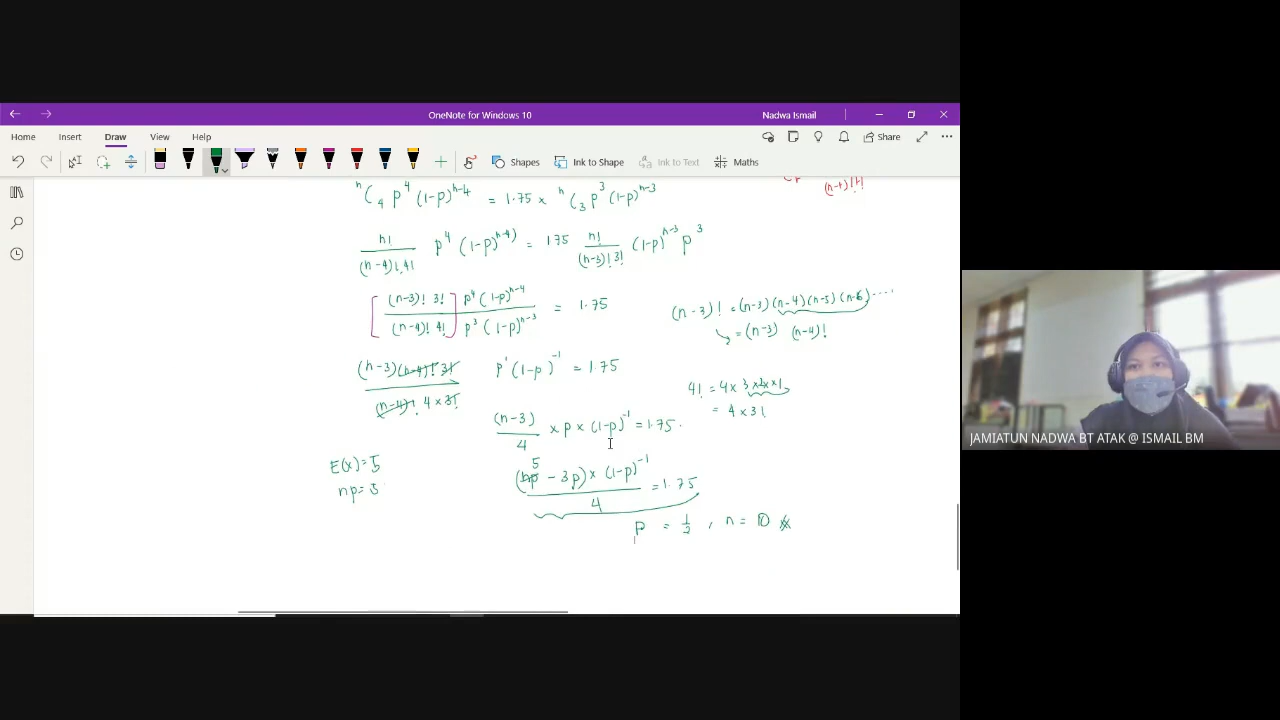 OneNote for Windows 10
Nadwa Ismail
Home Insert Draw View Help
Share
Shapes Ink to Shape Ink to Text Maths
(n-4)!4!
ⁿC₄ p⁴ (1-p)ⁿ⁻⁴ = 1.75 × ⁿC₃ p³ (1-p)ⁿ⁻³
n!/(n-4)!4! p⁴ (1-p)ⁿ⁻⁴⁾ = 1.75 n!/(n-3)!3! (1-p)ⁿ⁻³ p³
[(n-3)! 3!/(n-4)! 4!] p⁴ (1-p)ⁿ⁻⁴/p³ (1-p)ⁿ⁻³ = 1.75
(n-3)! = (n-3)(n-4)(n-5)(n-6)....
= (n-3) (n-4)!
(n-3)(n-4)! 3!/(n-4)! 4×3! p¹ (1-p)⁻¹ = 1.75
4! = 4 × 3 × 2 × 1
= 4 × 3!
(n-3)/4 × p × (1-p)⁻¹ = 1.75.
E(x) = 5
np = 5
5
(np - 3p) × (1-p)⁻¹/4 = 1.75
p = 1/2 , n = 10
JAMIATUN NADWA BT ATAK @ ISMAIL BM